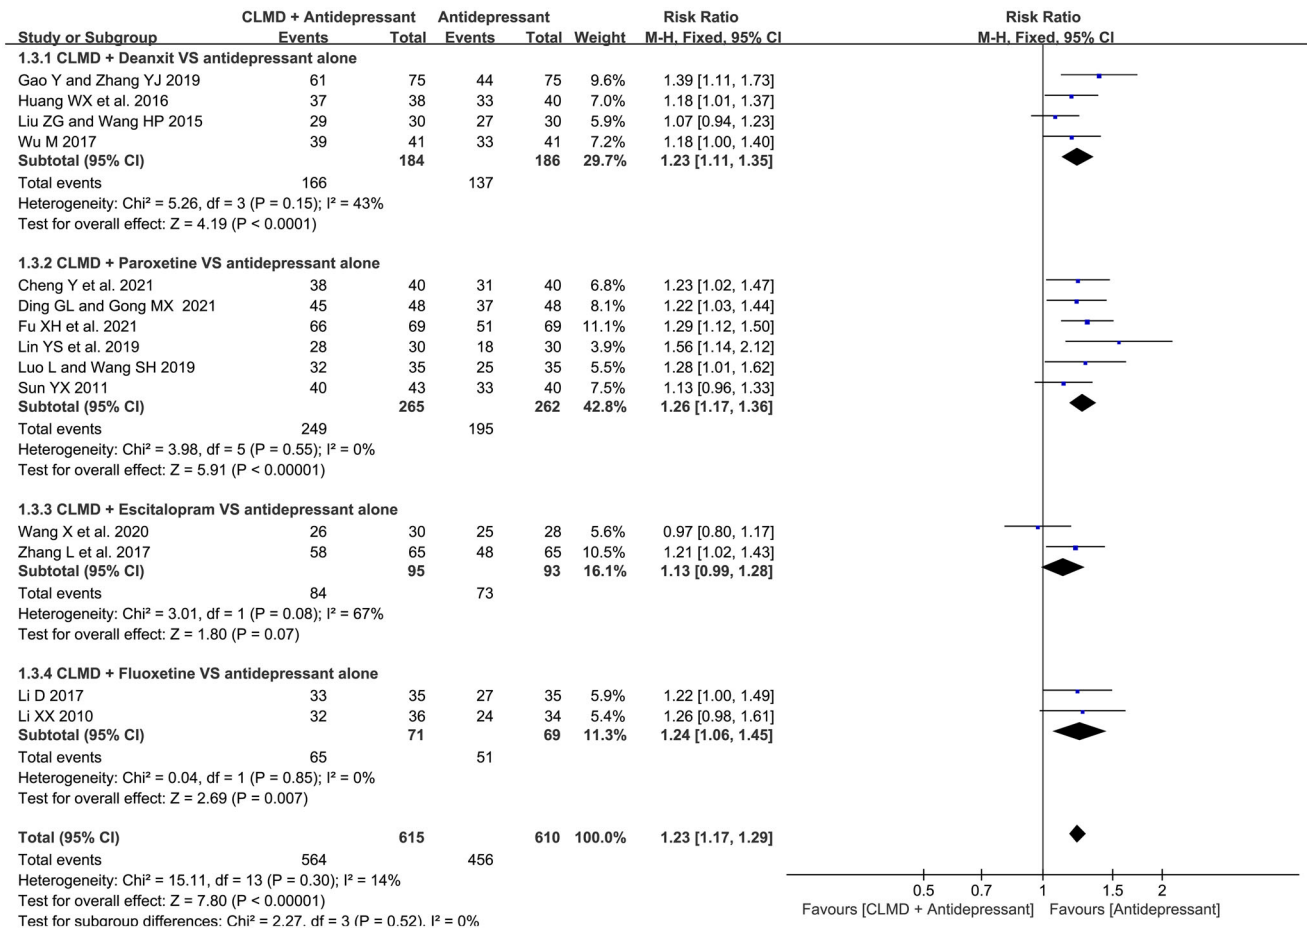 CLMD + Antidepressant Antidepressant Risk Ratio Risk Ratio
Study or Subgroup Events Total Events Total Weight M-H, Fixed, 95% CI M-H, Fixed, 95% CI
1.3.1 CLMD + Deanxit VS antidepressant alone
Gao Y and Zhang YJ 2019 61 75 44 75 9.6% 1.39 [1.11, 1.73]
Huang WX et al. 2016 37 38 33 40 7.0% 1.18 [1.01, 1.37]
Liu ZG and Wang HP 2015 29 30 27 30 5.9% 1.07 [0.94, 1.23]
Wu M 2017 39 41 33 41 7.2% 1.18 [1.00, 1.40]
Subtotal (95% CI) 184 186 29.7% 1.23 [1.11, 1.35]
Total events 166 137
Heterogeneity: Chi² = 5.26, df = 3 (P = 0.15); I² = 43%
Test for overall effect: Z = 4.19 (P < 0.0001)
1.3.2 CLMD + Paroxetine VS antidepressant alone
Cheng Y et al. 2021 38 40 31 40 6.8% 1.23 [1.02, 1.47]
Ding GL and Gong MX 2021 45 48 37 48 8.1% 1.22 [1.03, 1.44]
Fu XH et al. 2021 66 69 51 69 11.1% 1.29 [1.12, 1.50]
Lin YS et al. 2019 28 30 18 30 3.9% 1.56 [1.14, 2.12]
Luo L and Wang SH 2019 32 35 25 35 5.5% 1.28 [1.01, 1.62]
Sun YX 2011 40 43 33 40 7.5% 1.13 [0.96, 1.33]
Subtotal (95% CI) 265 262 42.8% 1.26 [1.17, 1.36]
Total events 249 195
Heterogeneity: Chi² = 3.98, df = 5 (P = 0.55); I² = 0%
Test for overall effect: Z = 5.91 (P < 0.00001)
1.3.3 CLMD + Escitalopram VS antidepressant alone
Wang X et al. 2020 26 30 25 28 5.6% 0.97 [0.80, 1.17]
Zhang L et al. 2017 58 65 48 65 10.5% 1.21 [1.02, 1.43]
Subtotal (95% CI) 95 93 16.1% 1.13 [0.99, 1.28]
Total events 84 73
Heterogeneity: Chi² = 3.01, df = 1 (P = 0.08); I² = 67%
Test for overall effect: Z = 1.80 (P = 0.07)
1.3.4 CLMD + Fluoxetine VS antidepressant alone
Li D 2017 33 35 27 35 5.9% 1.22 [1.00, 1.49]
Li XX 2010 32 36 24 34 5.4% 1.26 [0.98, 1.61]
Subtotal (95% CI) 71 69 11.3% 1.24 [1.06, 1.45]
Total events 65 51
Heterogeneity: Chi² = 0.04, df = 1 (P = 0.85); I² = 0%
Test for overall effect: Z = 2.69 (P = 0.007)
Total (95% CI) 615 610 100.0% 1.23 [1.17, 1.29]
Total events 564 456
Heterogeneity: Chi² = 15.11, df = 13 (P = 0.30); I² = 14%
Test for overall effect: Z = 7.80 (P < 0.00001)
Test for subgroup differences: Chi² = 2.27, df = 3 (P = 0.52), I² = 0%
0.5 0.7 1 1.5 2
Favours [CLMD + Antidepressant] Favours [Antidepressant]